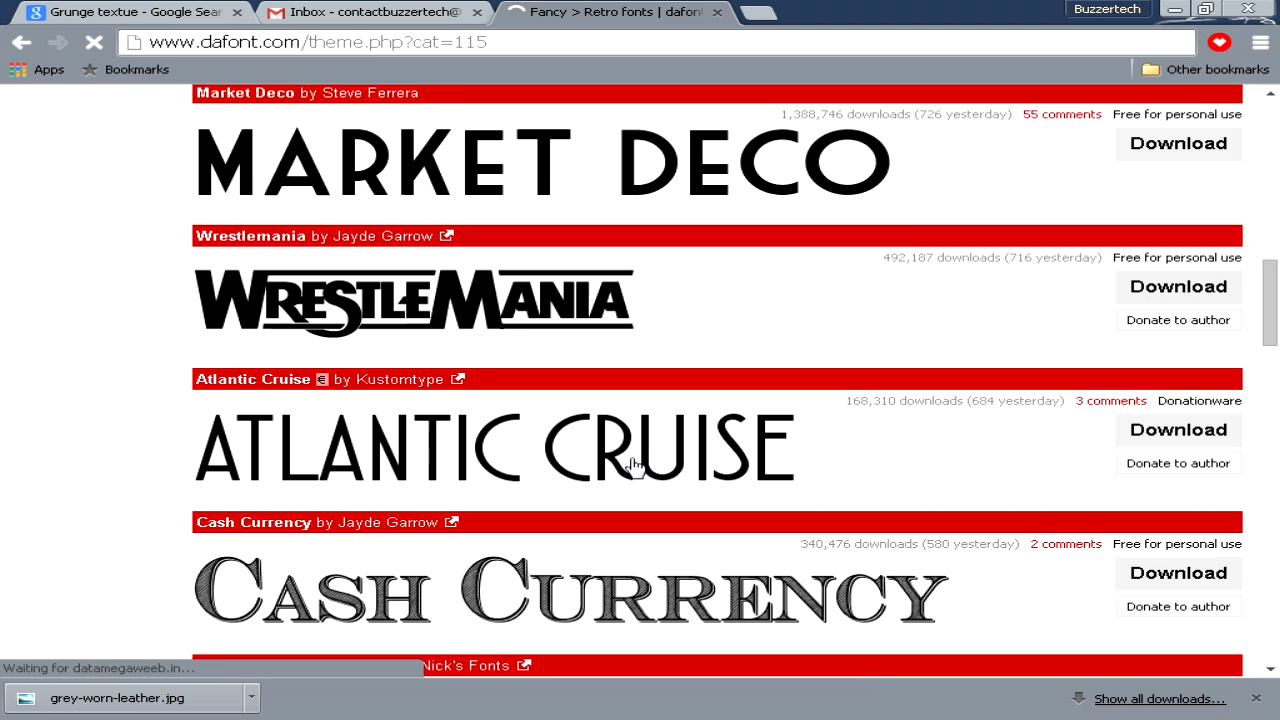 Grunge textue - Google Sear
Inbox - contactbuzzertech@
Fancy > Retro fonts | dafont
Buzzertech
www.dafont.com/theme.php?cat=115
Apps
Bookmarks
Other bookmarks
Market Deco by Steve Ferrera
1,388,746 downloads (726 yesterday) 55 comments Free for personal use
MARKET DECO
Download
Wrestlemania by Jayde Garrow
492,187 downloads (716 yesterday) Free for personal use
WRESTLEMANIA
Download
Donate to author
Atlantic Cruise € by Kustomtype
168,310 downloads (684 yesterday) 3 comments Donationware
ATLANTIC CRUISE
Download
Donate to author
Cash Currency by Jayde Garrow
340,476 downloads (580 yesterday) 2 comments Free for personal use
CASH CURRENCY
Download
Donate to author
Nick's Fonts
Waiting for datamegaweeb.in...
grey-worn-leather.jpg
Show all downloads...